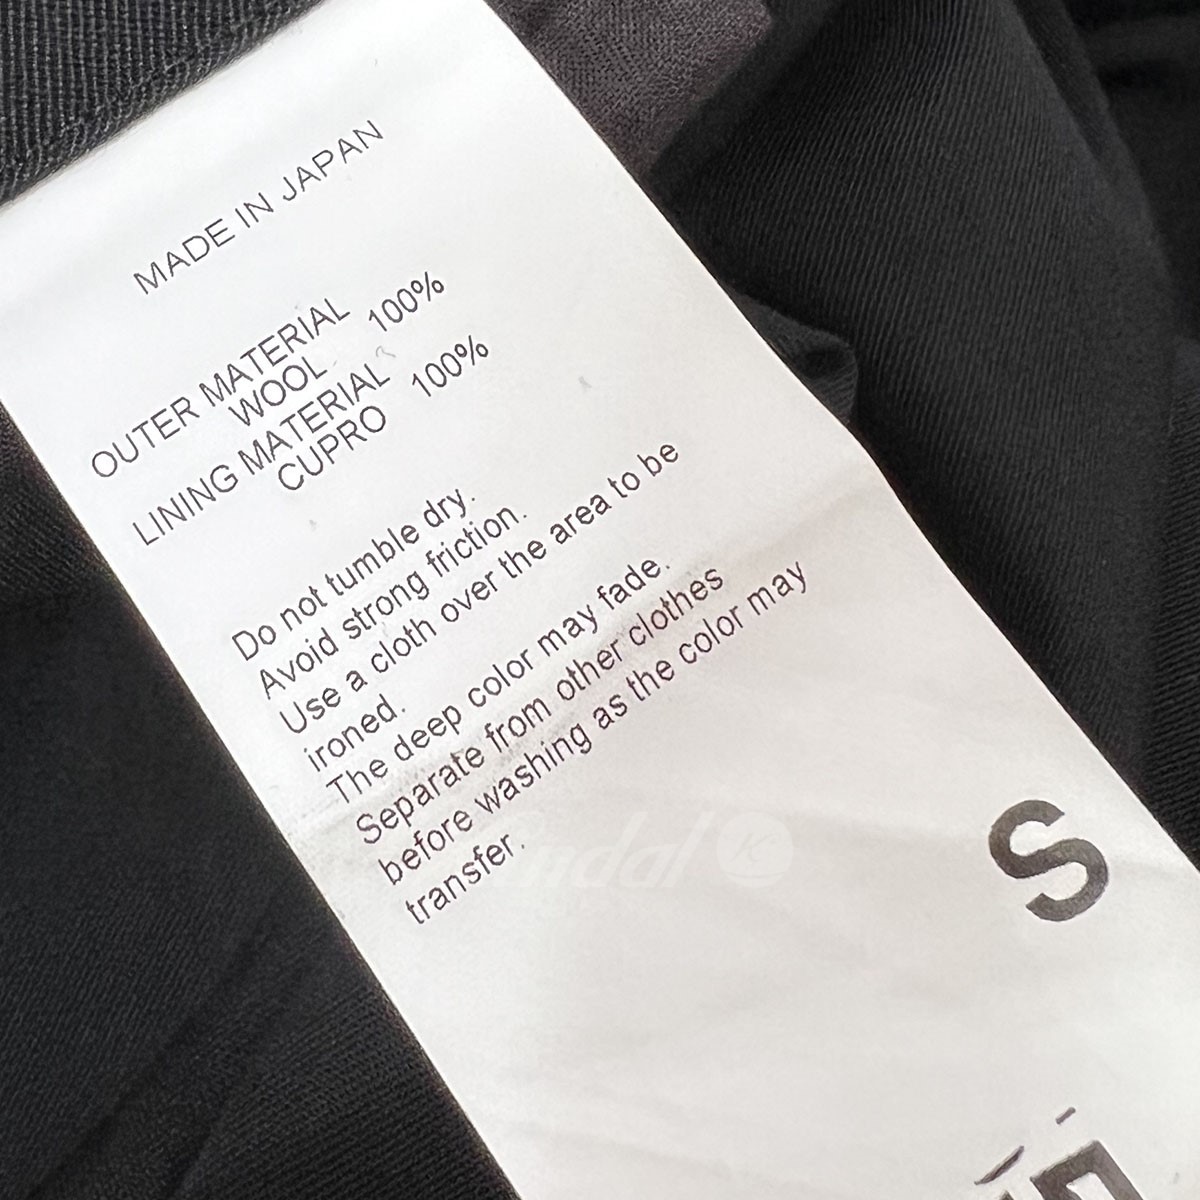 MADE IN JAPAN
OUTER MATERIAL
WOOL 100%
LINING MATERIAL
CUPRO 100%
Do not tumble dry.
Avoid strong friction.
Use a cloth over the area to be
ironed.
The deep color may fade.
Separate from other clothes
before washing as the color may
transfer.
S